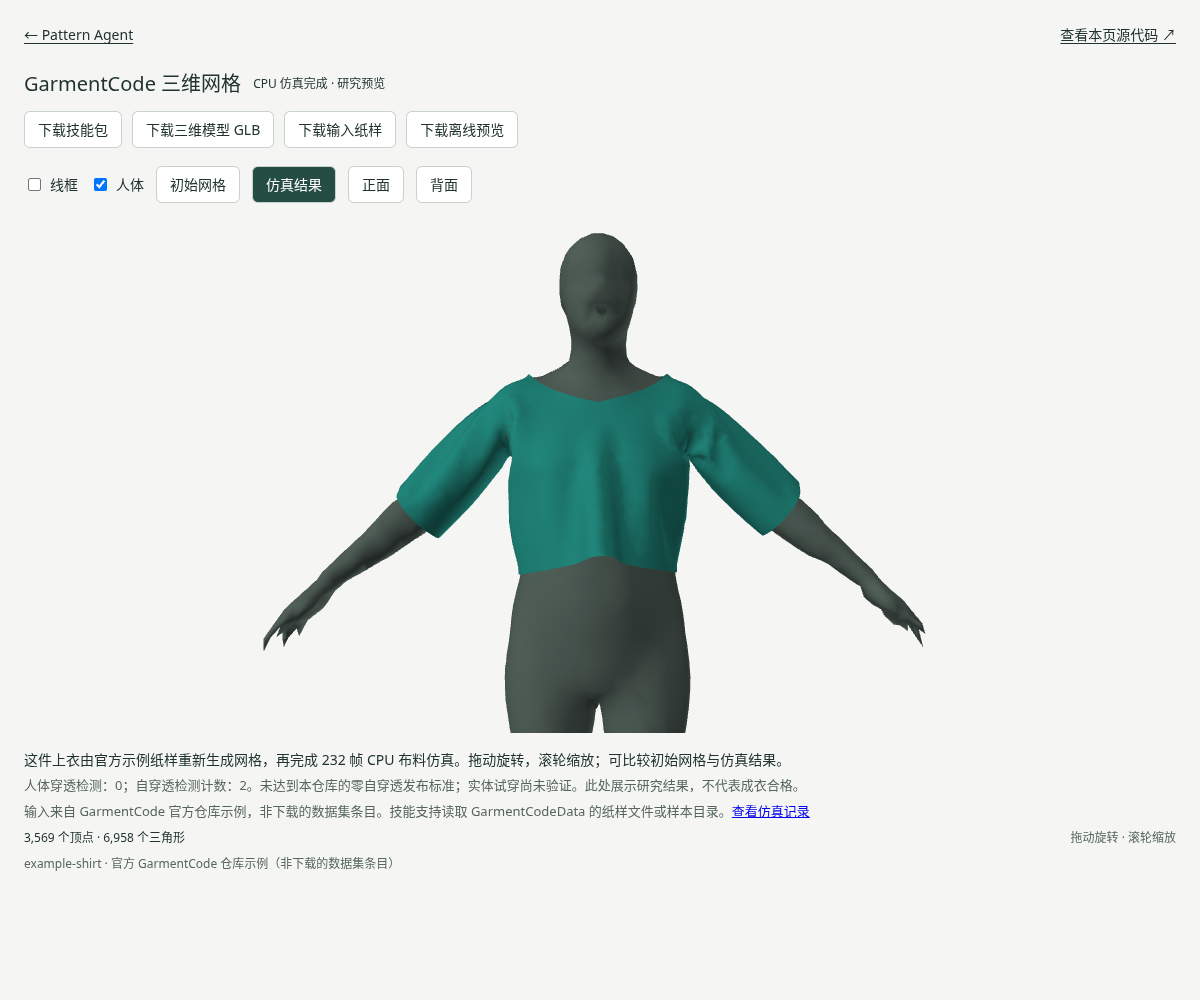 ← Pattern Agent
查看本页源代码 ↗
GarmentCode 三维网格 CPU 仿真完成 · 研究预览
下载技能包 下载三维模型 GLB 下载输入纸样 下载离线预览
线框 人体 初始网格 仿真结果 正面 背面
这件上衣由官方示例纸样重新生成网格，再完成 232 帧 CPU 布料仿真。拖动旋转，滚轮缩放；可比较初始网格与仿真结果。
人体穿透检测：0；自穿透检测计数：2。未达到本仓库的零自穿透发布标准；实体试穿尚未验证。此处展示研究结果，不代表成衣合格。
输入来自 GarmentCode 官方仓库示例，非下载的数据集条目。技能支持读取 GarmentCodeData 的纸样文件或样本目录。查看仿真记录
3,569 个顶点 · 6,958 个三角形 拖动旋转 · 滚轮缩放
example-shirt · 官方 GarmentCode 仓库示例（非下载的数据集条目）